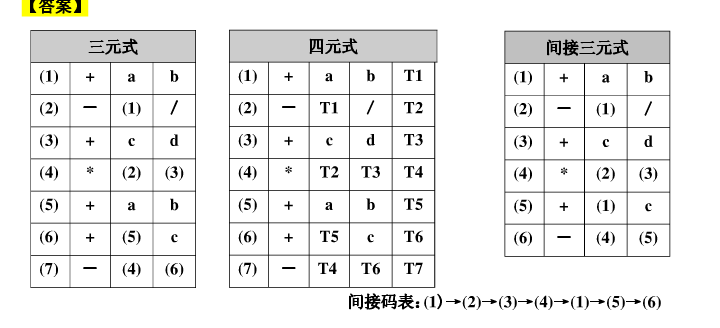 【答案】
三元式 四元式 间接三元式
(1) + a b (1) + a b T1 (1) + a b
(2) — (1) / (2) — T1 / T2 (2) — (1) /
(3) + c d (3) + c d T3 (3) + c d
(4) * (2) (3) (4) * T2 T3 T4 (4) * (2) (3)
(5) + a b (5) + a b T5 (5) + (1) c
(6) + (5) c (6) + T5 c T6 (6) — (4) (5)
(7) — (4) (6) (7) — T4 T6 T7
间接码表：(1)→(2)→(3)→(4)→(1)→(5)→(6)